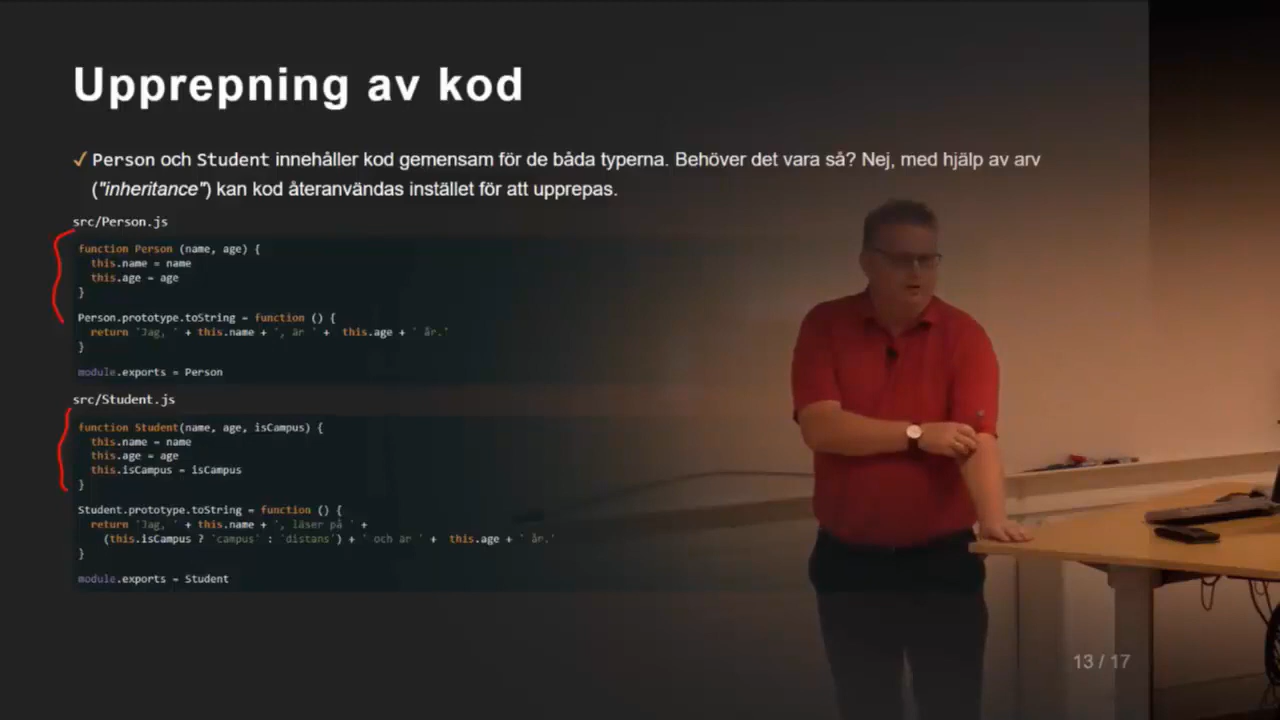 Upprepning av kod
✓ Person och Student innehåller kod gemensam för de båda typerna. Behöver det vara så? Nej, med hjälp av arv
("inheritance") kan kod återanvändas istället för att upprepas.
src/Person.js
function Person (name, age) {
this.name = name
this.age = age
}
Person.prototype.toString = function () {
return 'Jag, ' + this.name + ', är ' + this.age + ' år.'
}
module.exports = Person
src/Student.js
function Student(name, age, isCampus) {
this.name = name
this.age = age
this.isCampus = isCampus
}
Student.prototype.toString = function () {
return 'Jag, ' + this.name + ', läser på ' +
(this.isCampus ? 'campus' : 'distans') + ' och är ' + this.age + ' år.'
}
module.exports = Student
13 / 17